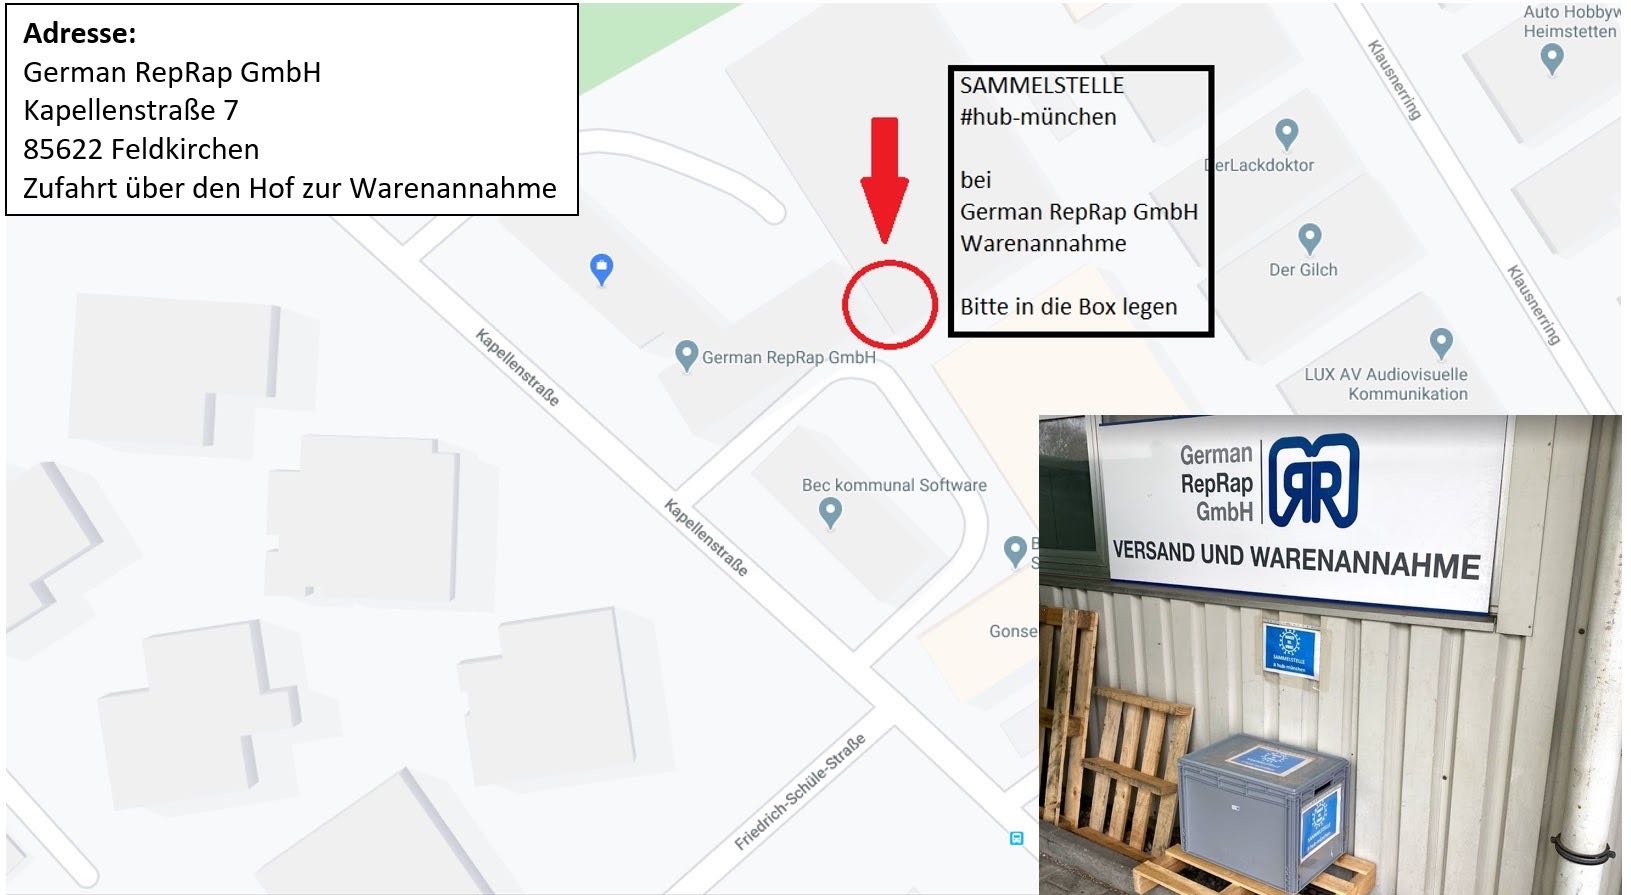 Adresse:
German RepRap GmbH
Kapellenstraße 7
85622 Feldkirchen
Zufahrt über den Hof zur Warenannahme
SAMMELSTELLE
#hub-münchen
bei
German RepRap GmbH
Warenannahme
Bitte in die Box legen
Auto
Heimstetten
Klausnerring
DerLackdoktor
Der Gilch
Klausnerring
LUX AV Audiovisuelle
Kommunikation
German RepRap GmbH
Kapellenstraße
Bec kommunal Software
Kapellenstraße
Friedrich-Schüle-Straße
German
RepRap
GmbH
RR
VERSAND UND WARENANNAHME
SAMMELSTELLE
# hub-münchen
SAMMELSTELLE